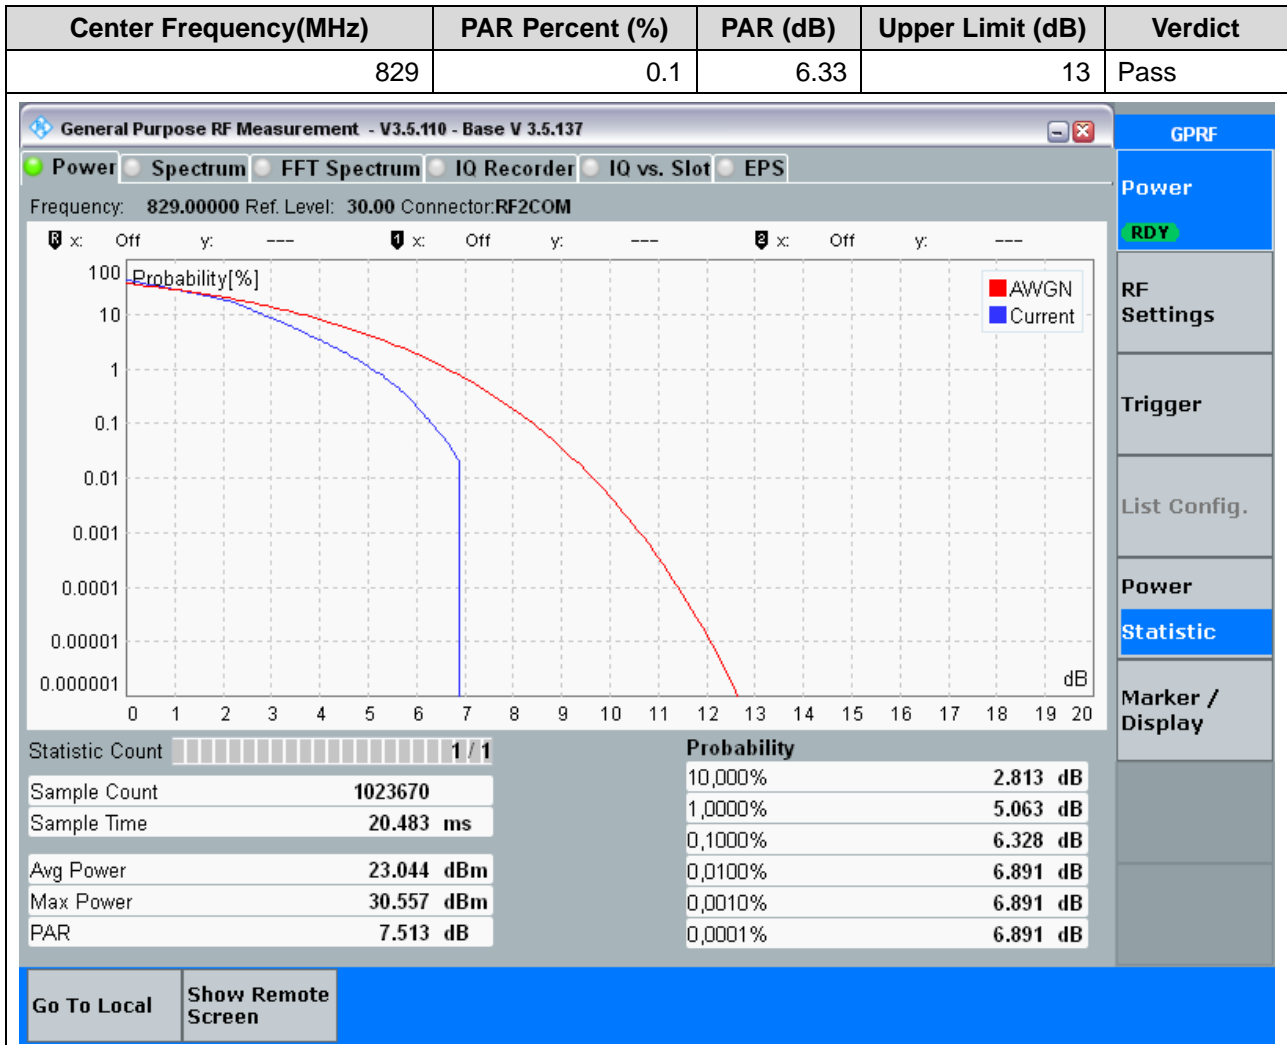 Center Frequency(MHz) PAR Percent (%) PAR (dB) Upper Limit (dB) Verdict
829 0.1 6.33 13 Pass
General Purpose RF Measurement - V3.5.110 - Base V 3.5.137
GPRF
Power Spectrum FFT Spectrum IQ Recorder IQ vs. Slot EPS
Power
RDY
Frequency: 829.00000 Ref. Level: 30.00 Connector:RF2COM
R x: Off y: --- 1 x: Off y: --- 2 x: Off y: ---
Probability[%]
AWGN
Current
100
10
1
0.1
0.01
0.001
0.0001
0.00001
0.000001
dB
0 1 2 3 4 5 6 7 8 9 10 11 12 13 14 15 16 17 18 19 20
RF
Settings
Trigger
List Config.
Power
Statistic
Marker /
Display
Statistic Count 1 / 1
Sample Count 1023670
Sample Time 20.483 ms
Avg Power 23.044 dBm
Max Power 30.557 dBm
PAR 7.513 dB
Probability
10,000% 2.813 dB
1,0000% 5.063 dB
0,1000% 6.328 dB
0,0100% 6.891 dB
0,0010% 6.891 dB
0,0001% 6.891 dB
Go To Local
Show Remote
Screen